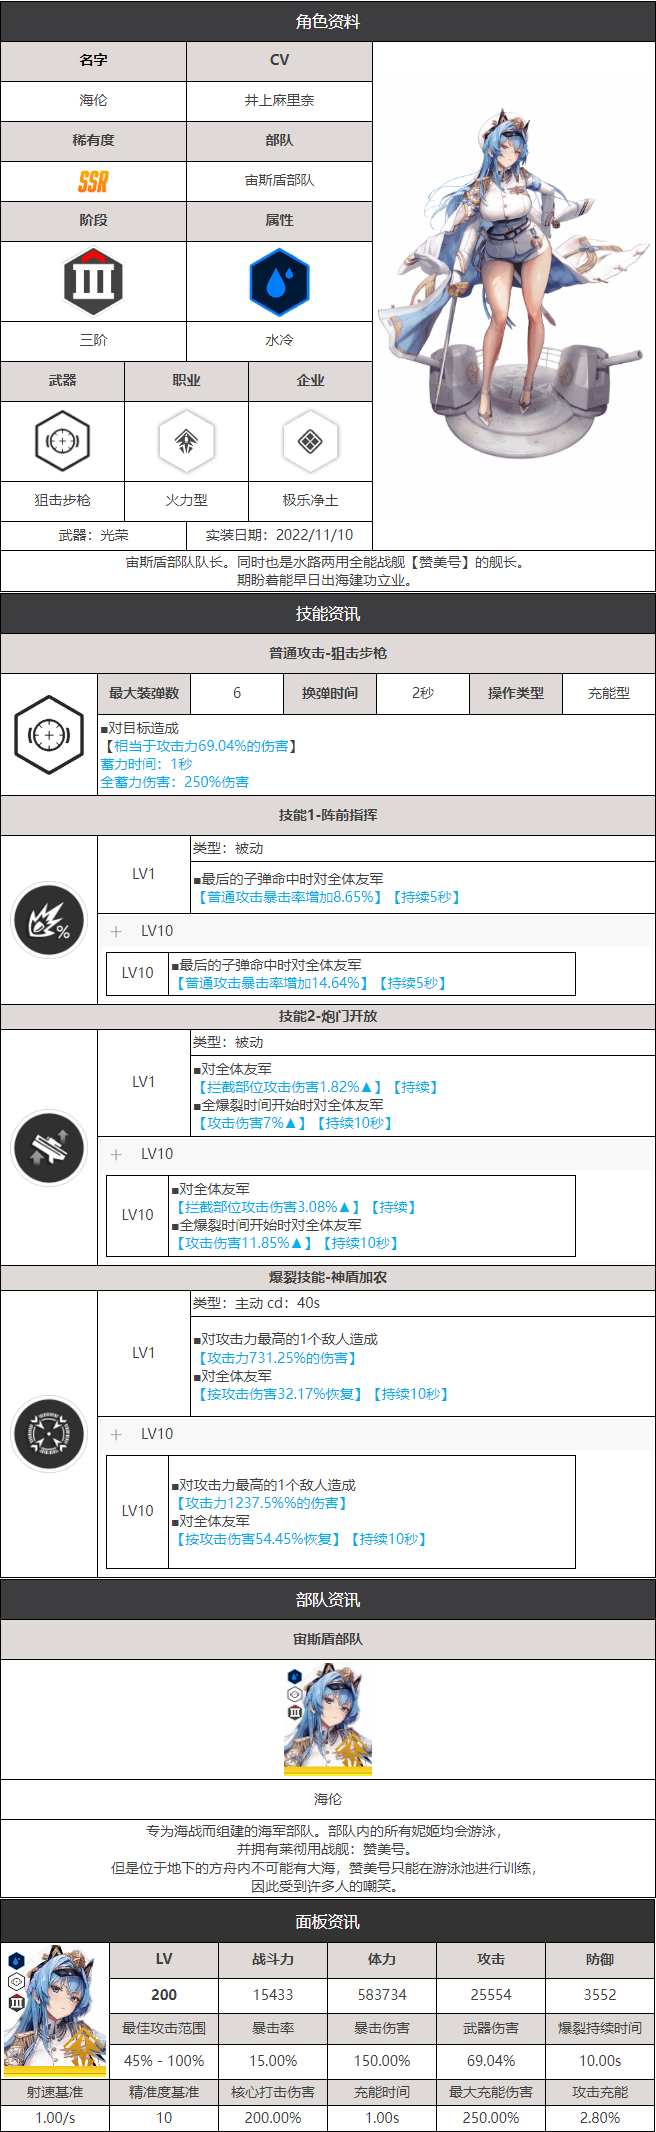 角色资料
名字 CV
海伦 井上麻里奈
稀有度 部队
SSR 宙斯盾部队
阶段 属性
三阶 水冷
武器 职业 企业
狙击步枪 火力型 极乐净土
武器：光荣 实装日期：2022/11/10
宙斯盾部队队长。同时也是水路两用全能战舰【赞美号】的舰长。
期盼着能早日出海建功立业。
技能资讯
普通攻击-狙击步枪
最大装弹数 6 换弹时间 2秒 操作类型 充能型
■对目标造成
【相当于攻击力69.04%的伤害】
蓄力时间：1秒
全蓄力伤害：250%伤害
技能1-阵前指挥
类型：被动
LV1
■最后的子弹命中时对全体友军
【普通攻击暴击率增加8.65%】【持续5秒】
LV10
LV10
■最后的子弹命中时对全体友军
【普通攻击暴击率增加14.64%】【持续5秒】
技能2-炮门开放
类型：被动
LV1
■对全体友军
【拦截部位攻击伤害1.82%▲】【持续】
■全爆裂时间开始时对全体友军
【攻击伤害7%▲】【持续10秒】
LV10
LV10
■对全体友军
【拦截部位攻击伤害3.08%▲】【持续】
■全爆裂时间开始时对全体友军
【攻击伤害11.85%▲】【持续10秒】
爆裂技能-神盾加农
类型：主动 cd：40s
LV1
■对攻击力最高的1个敌人造成
【攻击力731.25%的伤害】
■对全体友军
【按攻击伤害32.17%恢复】【持续10秒】
LV10
LV10
■对攻击力最高的1个敌人造成
【攻击力1237.5%%的伤害】
■对全体友军
【按攻击伤害54.45%恢复】【持续10秒】
部队资讯
宙斯盾部队
海伦
专为海战而组建的海军部队。部队内的所有妮姬均会游泳，
并拥有莱彻用战舰：赞美号。
但是位于地下的方舟内不可能有大海，赞美号只能在游泳池进行训练，
因此受到许多人的嘲笑。
面板资讯
LV 战斗力 体力 攻击 防御
200 15433 583734 25554 3552
最佳攻击范围 暴击率 暴击伤害 武器伤害 爆裂持续时间
45% - 100% 15.00% 150.00% 69.04% 10.00s
射速基准 精准度基准 核心打击伤害 充能时间 最大充能伤害 攻击充能
1.00/s 10 200.00% 1.00s 250.00% 2.80%